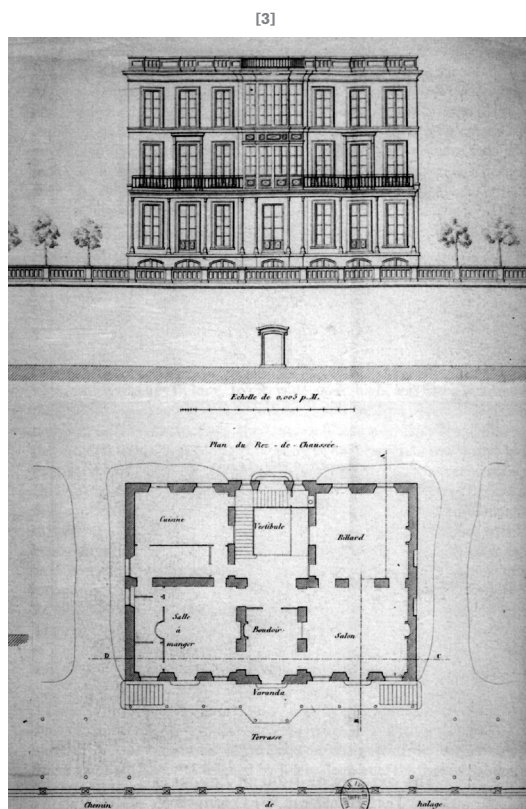 [3]
Echelle de 0,005 p. M.
Plan du Rez-de-Chaussée.
Cuisine
Vestibule
Billard
Salle
à
manger
Boudoir
Salon
D
C
Varanda
B
Terrasse
Chemin de halage